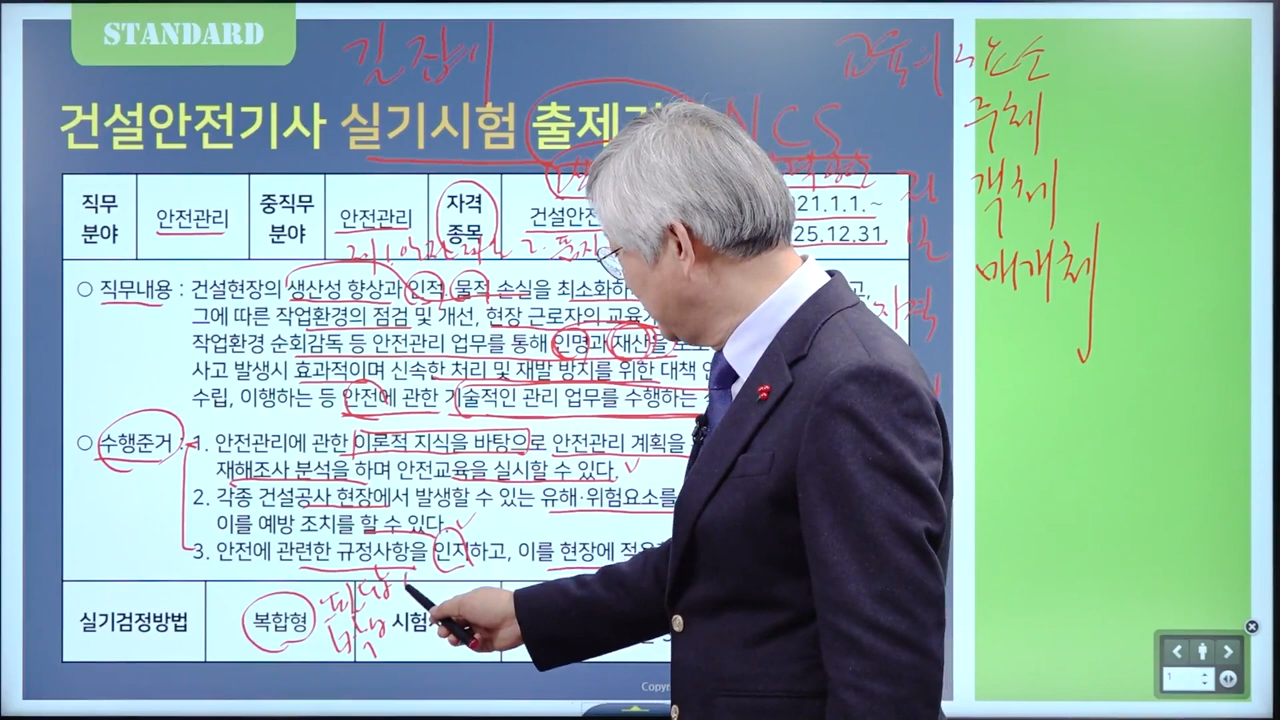 STANDARD
길잡이
교육의 3요소
주체
객체
매개체
건설안전기사 실기시험 출제
NCS
직무
분야
안전관리
중직무
분야
안전관리
자격
종목
건설안전
21.1.1.~
25.12.31.
○ 직무내용 : 건설현장의 생산성 향상과 인적, 물적 손실을 최소화하
그에 따른 작업환경의 점검 및 개선, 현장 근로자의 교육
자격
작업환경 순회감독 등 안전관리 업무를 통해 인명과 재산을
사고 발생시 효과적이며 신속한 처리 및 재발 방지를 위한 대책
수립, 이행하는 등 안전에 관한 기술적인 관리 업무를 수행하는
○ 수행준거 : 1. 안전관리에 관한 이론적 지식을 바탕으로 안전관리 계획을
재해조사 분석을 하며 안전교육을 실시할 수 있다.
2. 각종 건설공사 현장에서 발생할 수 있는 유해·위험요소를
이를 예방 조치를 할 수 있다.
3. 안전에 관련한 규정사항을 인지하고, 이를 현장에 적용
실기검정방법
복합형
시험
1